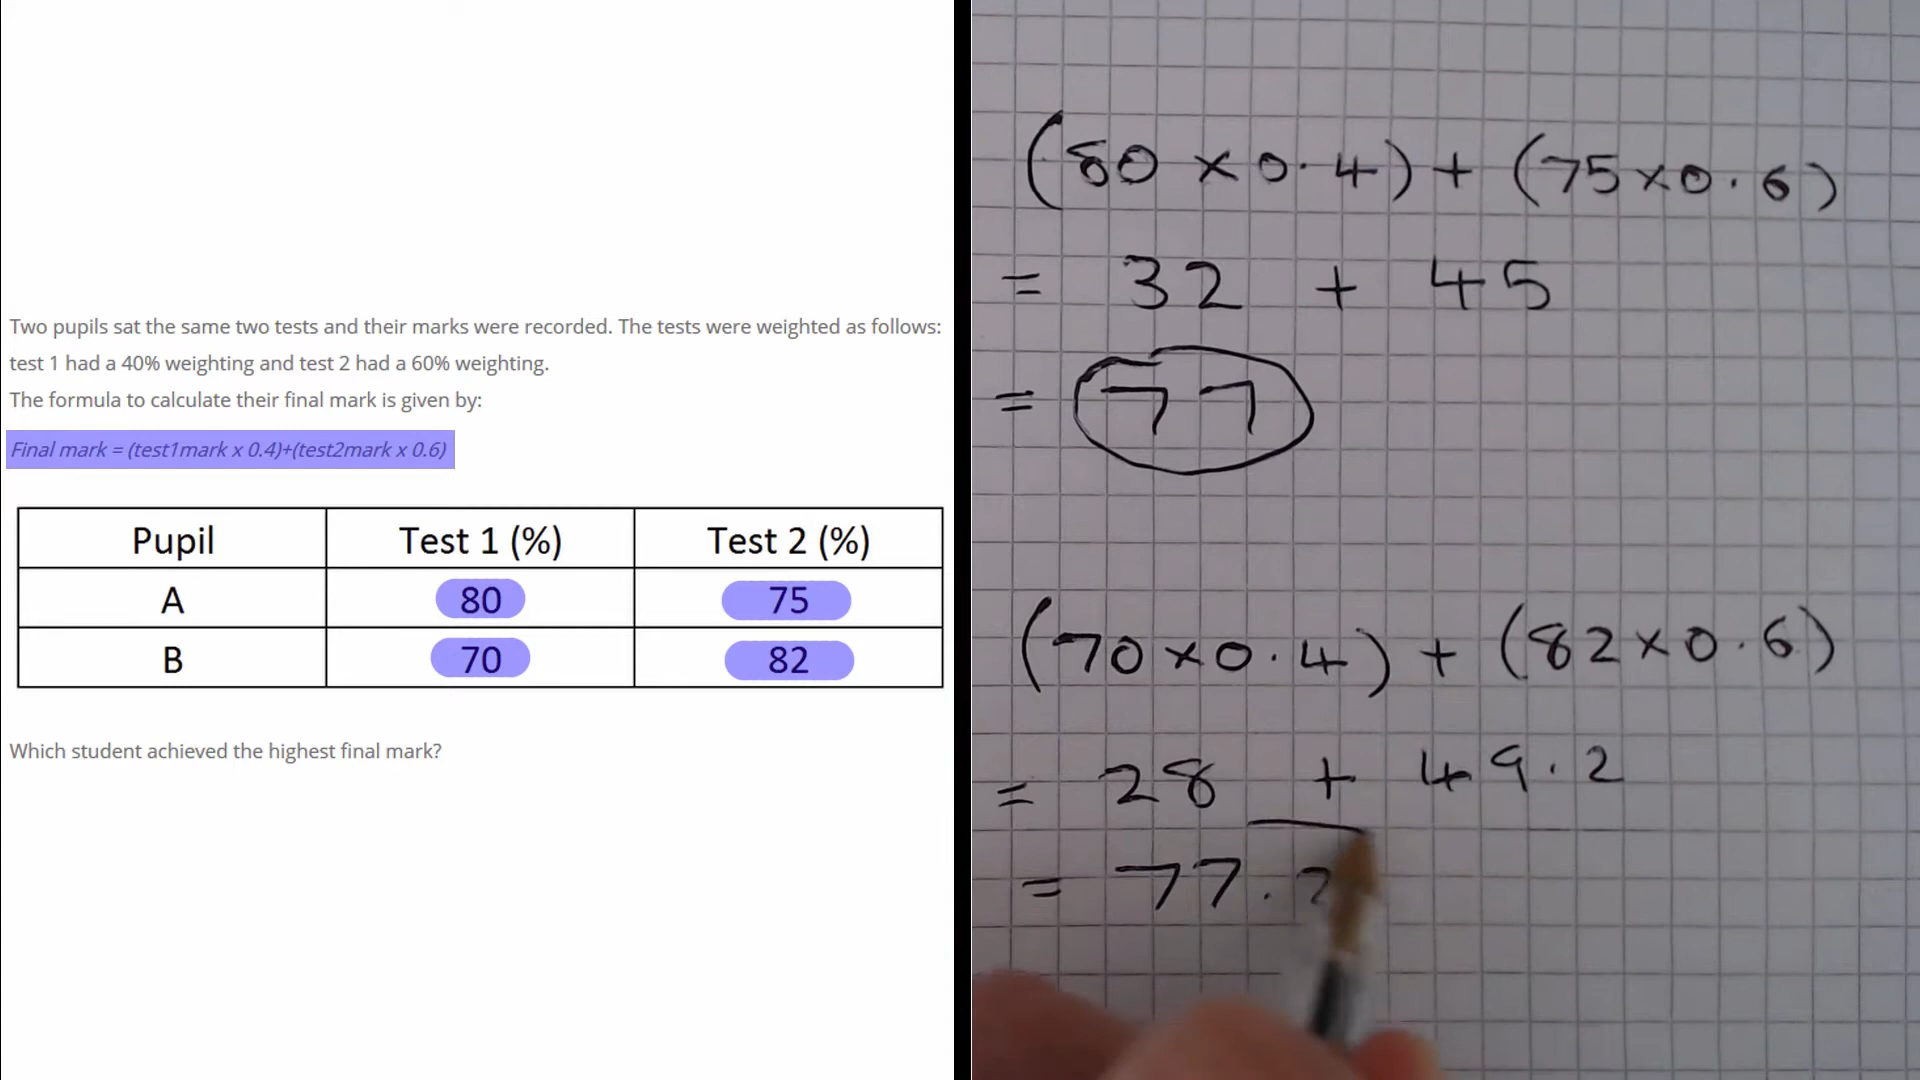 Two pupils sat the same two tests and their marks were recorded. The tests were weighted as follows:
test 1 had a 40% weighting and test 2 had a 60% weighting.
The formula to calculate their final mark is given by:
Final mark = (test1mark x 0.4)+(test2mark x 0.6)
Pupil Test 1 (%) Test 2 (%)
A 80 75
B 70 82
Which student achieved the highest final mark?
(80 × 0.4) + (75 × 0.6)
= 32 + 45
= 77
(70 × 0.4) + (82 × 0.6)
= 28 + 49.2
= 77.2